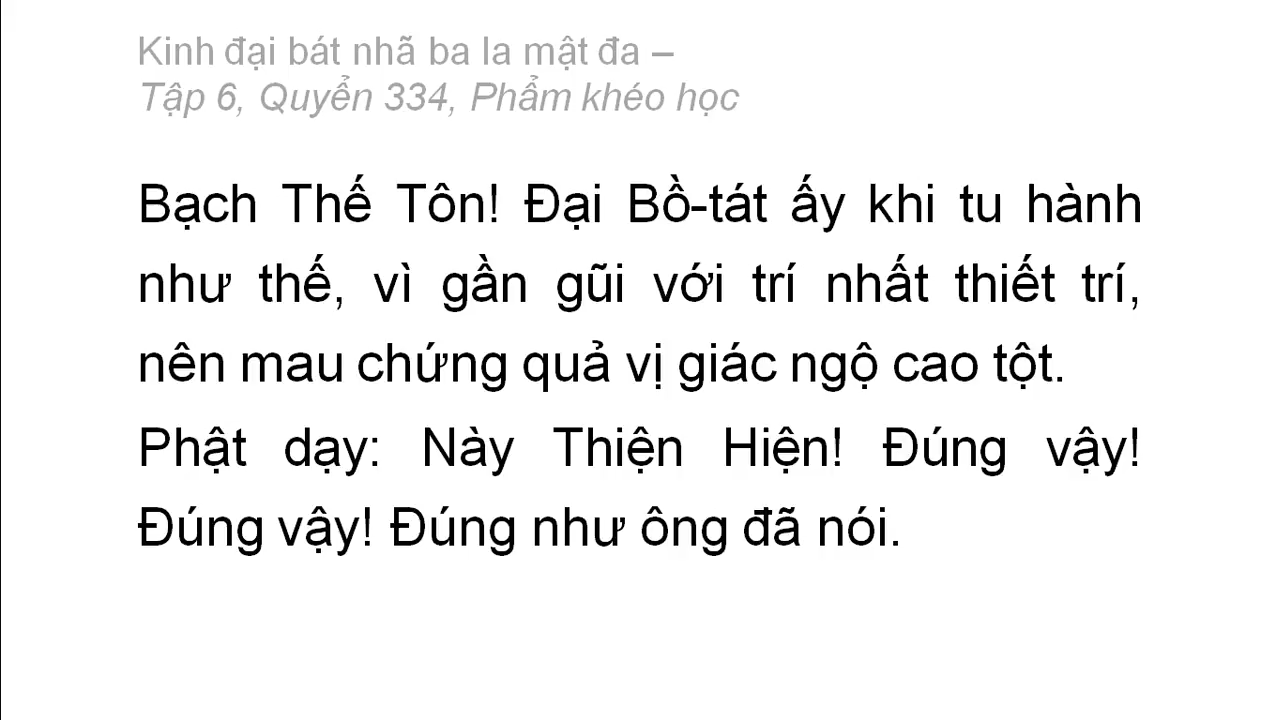 Kinh đại bát nhã ba la mật đa –
Tập 6, Quyển 334, Phẩm khéo học
Bạch Thế Tôn! Đại Bồ-tát ấy khi tu hành
như thế, vì gần gũi với trí nhất thiết trí,
nên mau chứng quả vị giác ngộ cao tột.
Phật dạy: Này Thiện Hiện! Đúng vậy!
Đúng vậy! Đúng như ông đã nói.